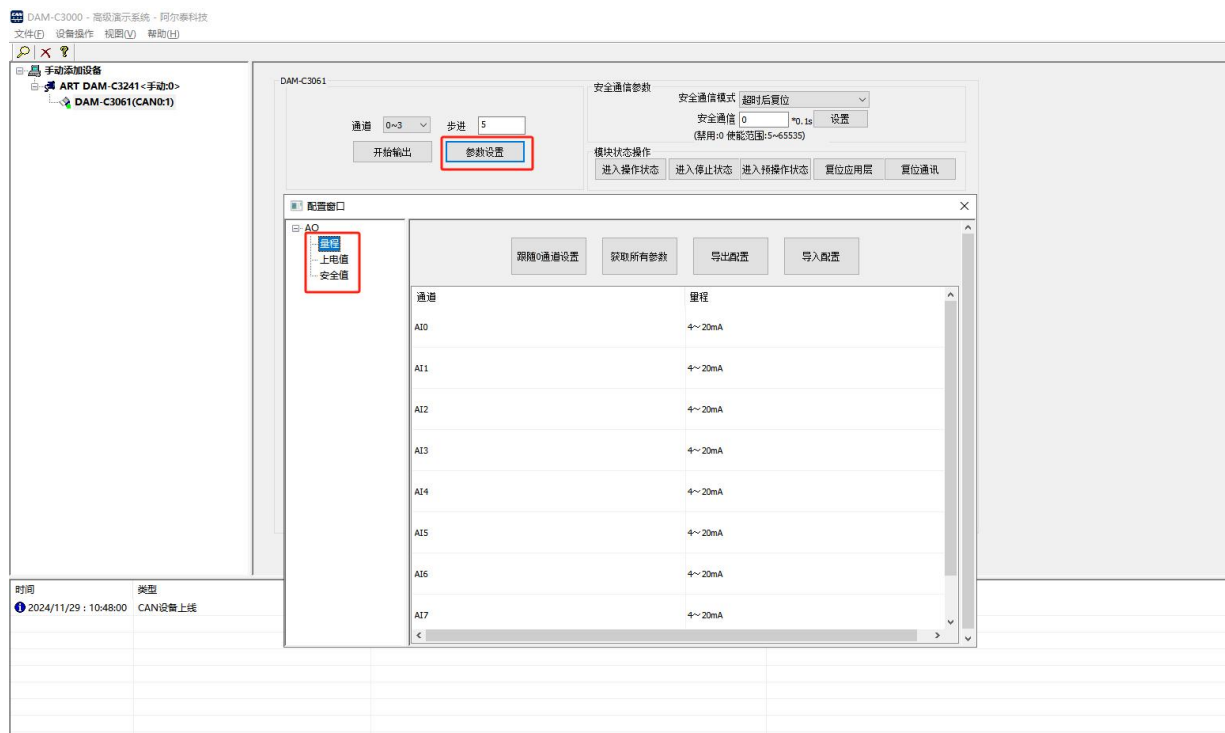 DAM-C3000 - 高级演示系统 - 阿尔泰科技
文件(F) 设备操作 视图(V) 帮助(H)
手动添加设备
ART DAM-C3241<手动:0>
DAM-C3061(CAN0:1)
DAM-C3061
通道 0~3 步进 5
开始输出 参数设置
安全通信参数
安全通信模式 超时后复位
安全通信 0 *0.1s 设置
(禁用:0 使能范围:5~65535)
模块状态操作
进入操作状态 进入停止状态 进入预操作状态 复位应用层 复位通讯
配置窗口
AO
量程
上电值
安全值
跟随0通道设置 获取所有参数 导出配置 导入配置
通道 量程
AI0 4~20mA
AI1 4~20mA
AI2 4~20mA
AI3 4~20mA
AI4 4~20mA
AI5 4~20mA
AI6 4~20mA
AI7 4~20mA
时间 类型
2024/11/29 : 10:48:00 CAN设备上线